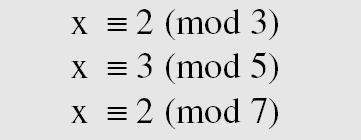 x ≡ 2 (mod 3)
x ≡ 3 (mod 5)
x ≡ 2 (mod 7)